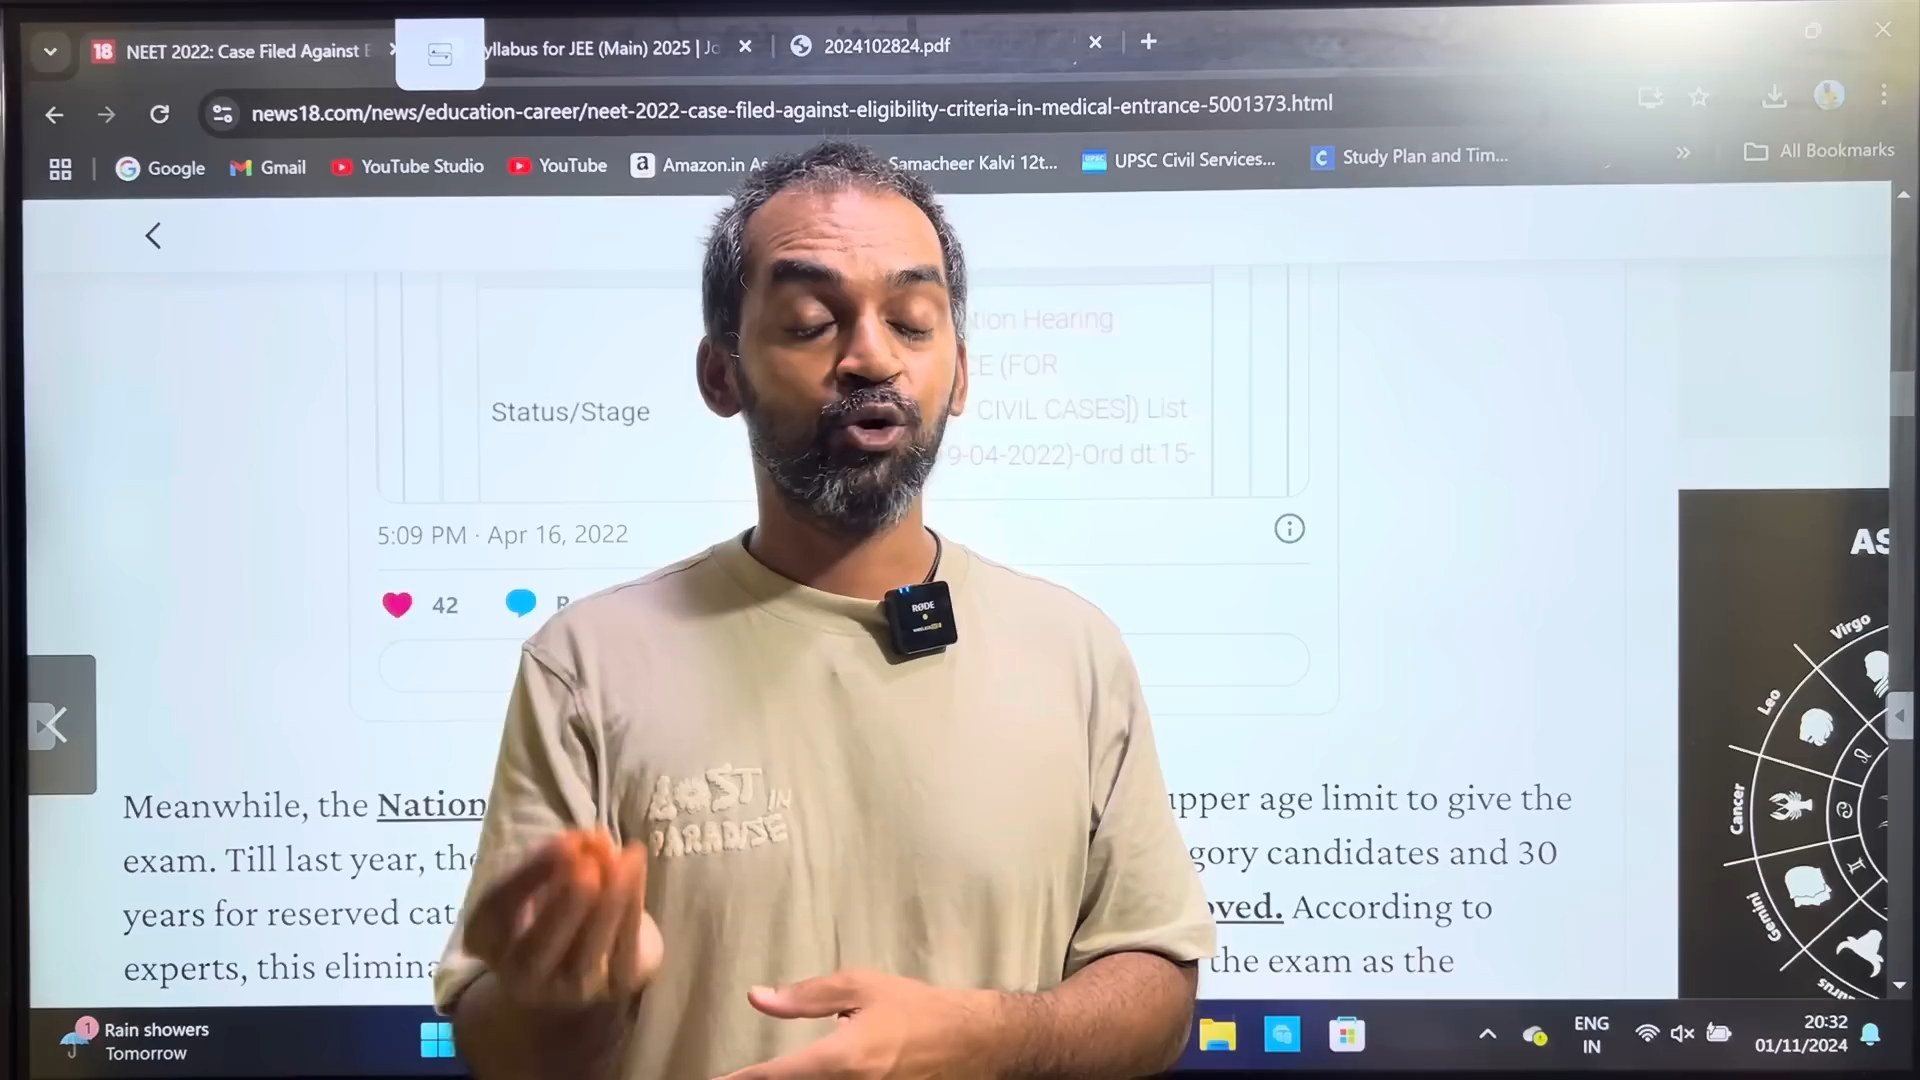 NEET 2022: Case Filed Against E
yllabus for JEE (Main) 2025 | Jo
2024102824.pdf
news18.com/news/education-career/neet-2022-case-filed-against-eligibility-criteria-in-medical-entrance-5001373.html
Google
Gmail
YouTube Studio
YouTube
Amazon.in As
Samacheer Kalvi 12t...
UPSC Civil Services...
Study Plan and Tim...
All Bookmarks
tion Hearing
CE (FOR
Status/Stage
CIVIL CASES]) List
9-04-2022)-Ord dt:15-
5:09 PM · Apr 16, 2022
42
R
AS
RØDE
LOST IN
PARADISE
Virgo
Leo
Cancer
Gemini
Meanwhile, the Nation upper age limit to give the
exam. Till last year, the gory candidates and 30
years for reserved cat oved. According to
experts, this elimina the exam as the
1
Rain showers
Tomorrow
ENG
IN
20:32
01/11/2024